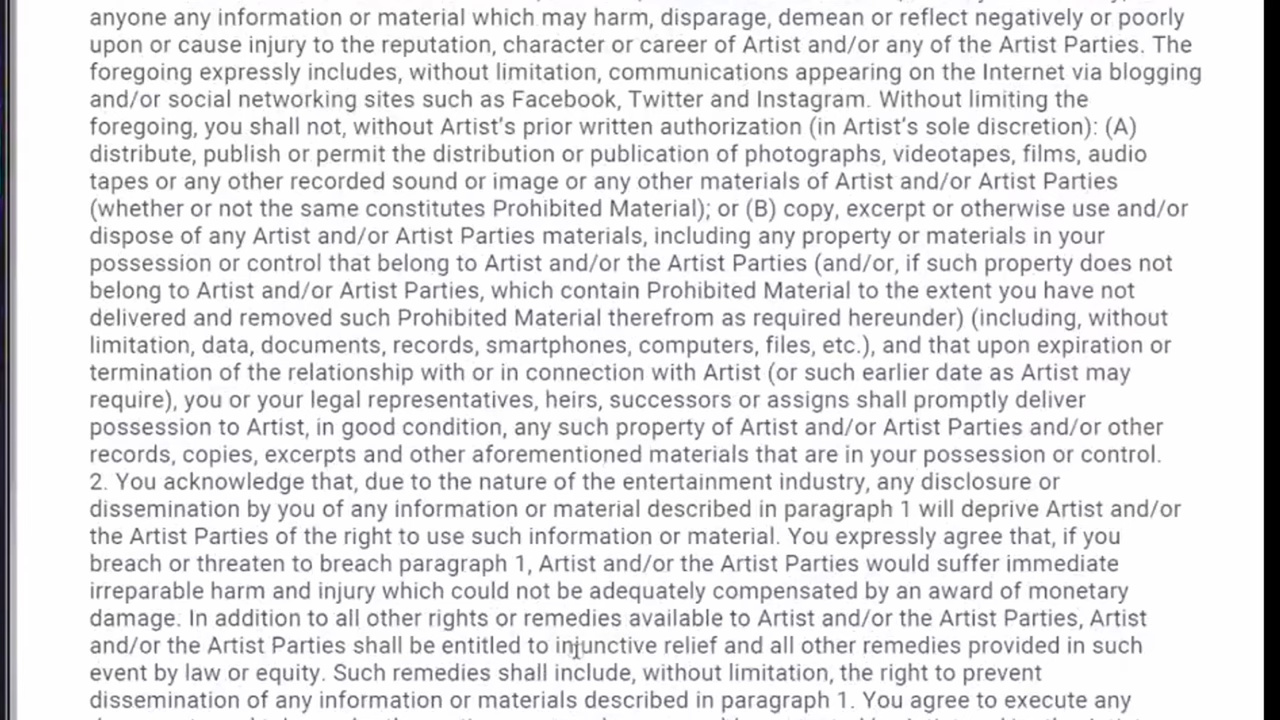 anyone any information or material which may harm, disparage, demean or reflect negatively or poorly
upon or cause injury to the reputation, character or career of Artist and/or any of the Artist Parties. The
foregoing expressly includes, without limitation, communications appearing on the Internet via blogging
and/or social networking sites such as Facebook, Twitter and Instagram. Without limiting the
foregoing, you shall not, without Artist's prior written authorization (in Artist's sole discretion): (A)
distribute, publish or permit the distribution or publication of photographs, videotapes, films, audio
tapes or any other recorded sound or image or any other materials of Artist and/or Artist Parties
(whether or not the same constitutes Prohibited Material); or (B) copy, excerpt or otherwise use and/or
dispose of any Artist and/or Artist Parties materials, including any property or materials in your
possession or control that belong to Artist and/or the Artist Parties (and/or, if such property does not
belong to Artist and/or Artist Parties, which contain Prohibited Material to the extent you have not
delivered and removed such Prohibited Material therefrom as required hereunder) (including, without
limitation, data, documents, records, smartphones, computers, files, etc.), and that upon expiration or
termination of the relationship with or in connection with Artist (or such earlier date as Artist may
require), you or your legal representatives, heirs, successors or assigns shall promptly deliver
possession to Artist, in good condition, any such property of Artist and/or Artist Parties and/or other
records, copies, excerpts and other aforementioned materials that are in your possession or control.
2. You acknowledge that, due to the nature of the entertainment industry, any disclosure or
dissemination by you of any information or material described in paragraph 1 will deprive Artist and/or
the Artist Parties of the right to use such information or material. You expressly agree that, if you
breach or threaten to breach paragraph 1, Artist and/or the Artist Parties would suffer immediate
irreparable harm and injury which could not be adequately compensated by an award of monetary
damage. In addition to all other rights or remedies available to Artist and/or the Artist Parties, Artist
and/or the Artist Parties shall be entitled to injunctive relief and all other remedies provided in such
event by law or equity. Such remedies shall include, without limitation, the right to prevent
dissemination of any information or materials described in paragraph 1. You agree to execute any